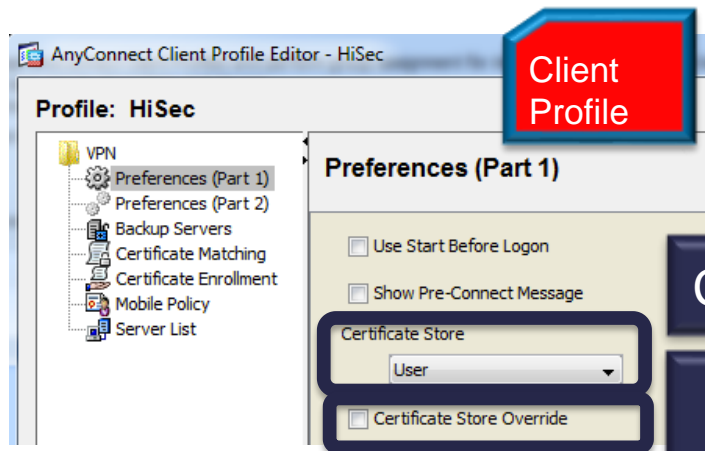 AnyConnect Client Profile Editor - HiSec
Client
Profile
Profile: HiSec
VPN
Preferences (Part 1)
Preferences (Part 2)
Backup Servers
Certificate Matching
Certificate Enrollment
Mobile Policy
Server List
Preferences (Part 1)
Use Start Before Logon
Show Pre-Connect Message
Certificate Store
User
Certificate Store Override